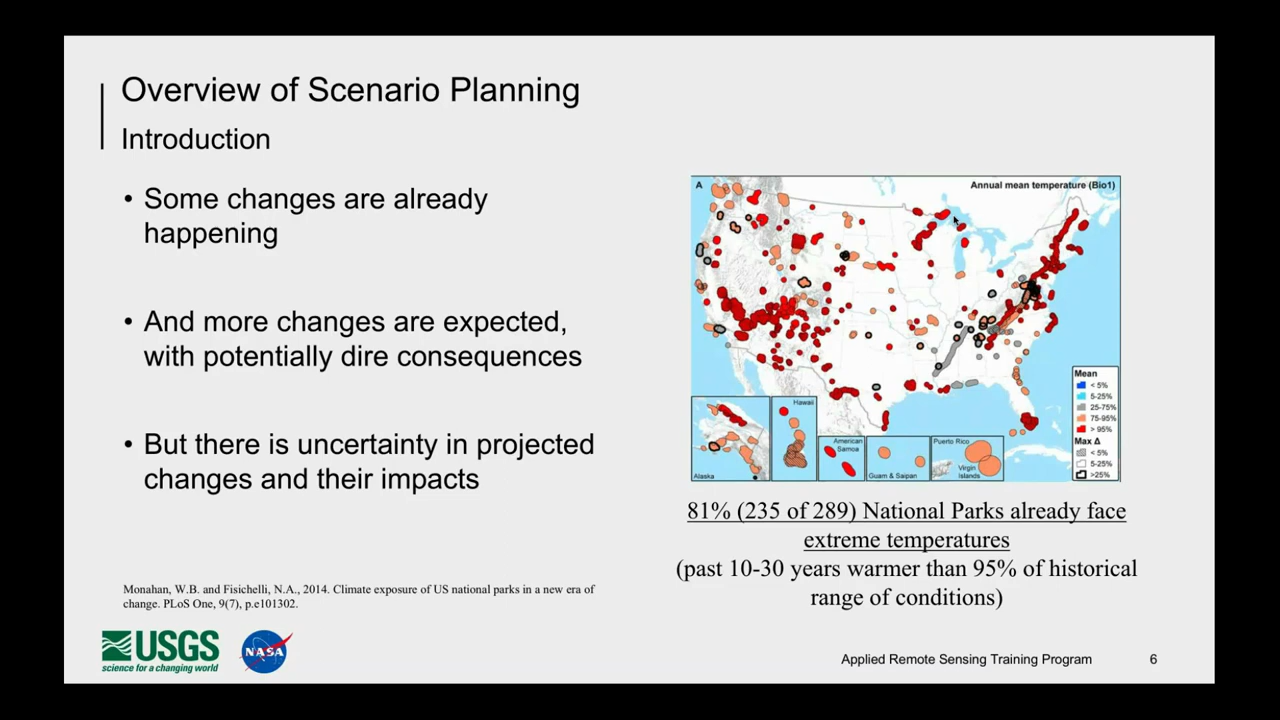 Overview of Scenario Planning
Introduction
• Some changes are already
happening
• And more changes are expected,
with potentially dire consequences
• But there is uncertainty in projected
changes and their impacts
A
Annual mean temperature (Bio1)
Mean
< 5%
5-25%
25-75%
75-95%
> 95%
Max Δ
< 5%
5-25%
>25%
Alaska
Hawaii
American
Samoa
Guam & Saipan
Puerto Rico
Virgin
Islands
81% (235 of 289) National Parks already face
extreme temperatures
(past 10-30 years warmer than 95% of historical
range of conditions)
Monahan, W.B. and Fisichelli, N.A., 2014. Climate exposure of US national parks in a new era of
change. PLoS One, 9(7), p.e101302.
USGS
science for a changing world
NASA
Applied Remote Sensing Training Program
6